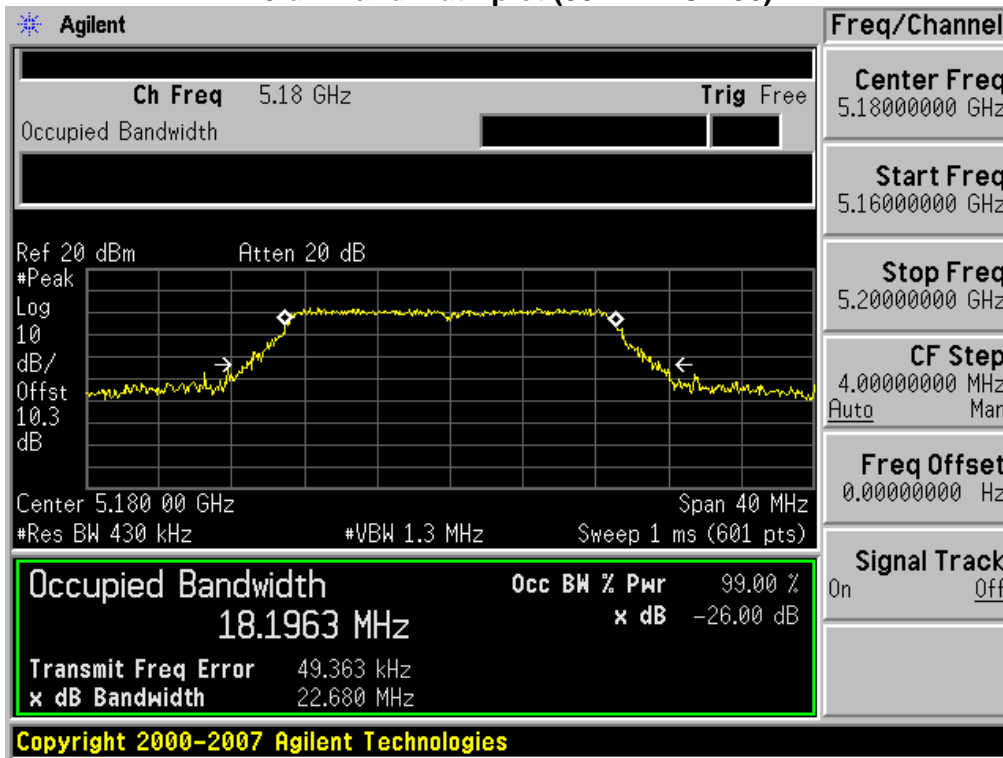 Agilent
Freq/Channel
Ch Freq 5.18 GHz Trig Free
Occupied Bandwidth
Center Freq
5.18000000 GHz
Start Freq
5.16000000 GHz
Stop Freq
5.20000000 GHz
CF Step
4.00000000 MHz
Auto Man
Freq Offset
0.00000000 Hz
Signal Track
On Off
Ref 20 dBm Atten 20 dB
#Peak
Log
10
dB/
Offst
10.3
dB
Center 5.180 00 GHz Span 40 MHz
#Res BW 430 kHz #VBW 1.3 MHz Sweep 1 ms (601 pts)
Occupied Bandwidth
18.1963 MHz
Occ BW % Pwr 99.00 %
x dB -26.00 dB
Transmit Freq Error 49.363 kHz
x dB Bandwidth 22.680 MHz
Copyright 2000-2007 Agilent Technologies